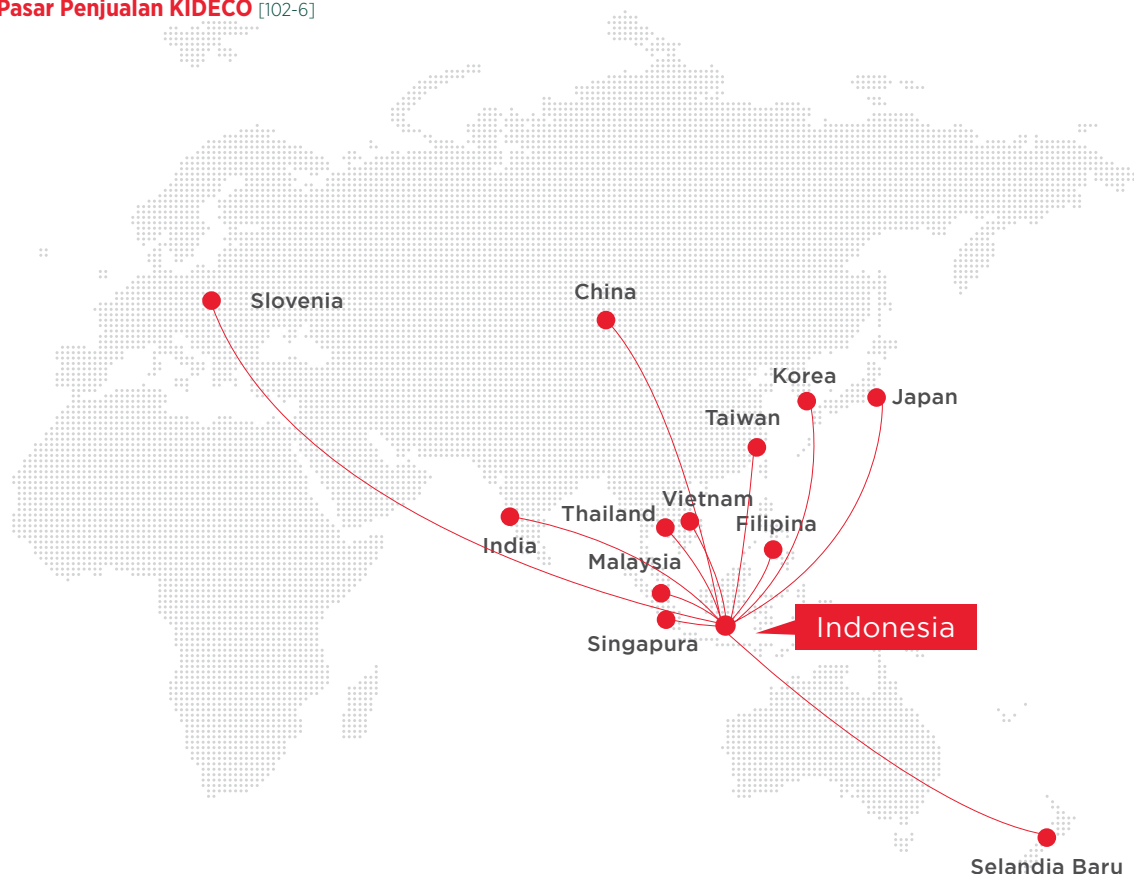 Pasar Penjualan KIDECO [102-6]
China
Slovenia
Korea
Japan
Taiwan
Vietnam
Thailand
Filipina
India
Malaysia
Indonesia
Singapura
Selandia Baru